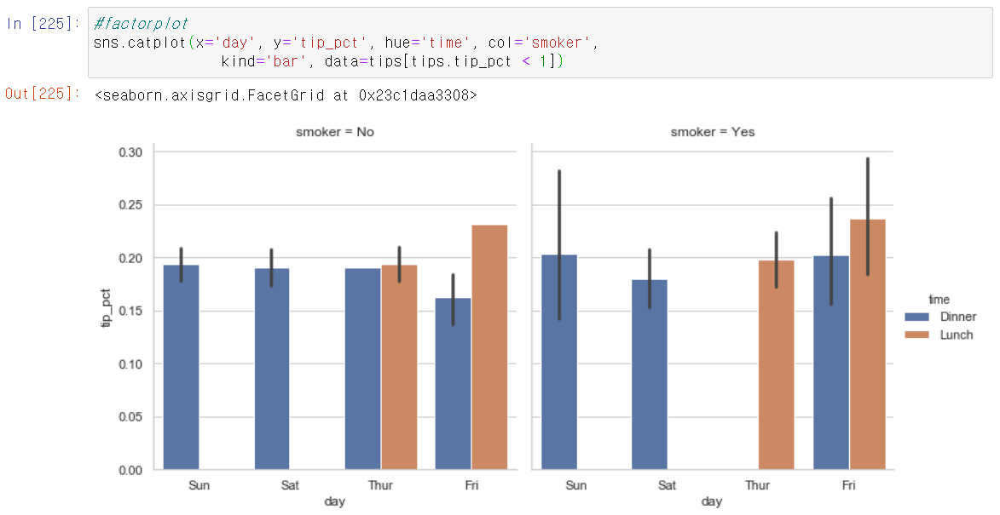 In [225]: #factorplot
sns.catplot(x='day', y='tip_pct', hue='time', col='smoker',
kind='bar', data=tips[tips.tip_pct < 1])
Out[225]: <seaborn.axisgrid.FacetGrid at 0x23c1daa3308>
smoker = No
smoker = Yes
0.30
0.25
0.20
0.15
0.10
0.05
0.00
tip_pct
Sun Sat Thur Fri
day
Sun Sat Thur Fri
day
time
Dinner
Lunch